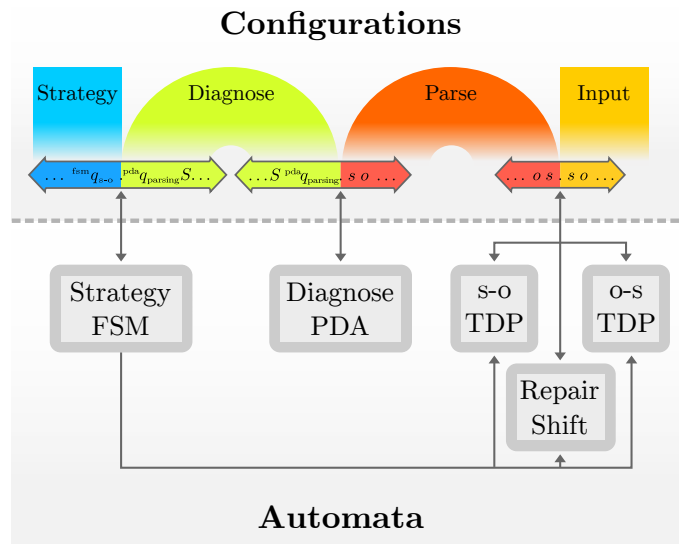 Configurations
Strategy Diagnose Parse Input
... fsm q s-o . pda q parsing S... ...S pda q parsing . s o ... ... o s . s o ...
Strategy FSM
Diagnose PDA
s-o TDP
o-s TDP
Repair Shift
Automata